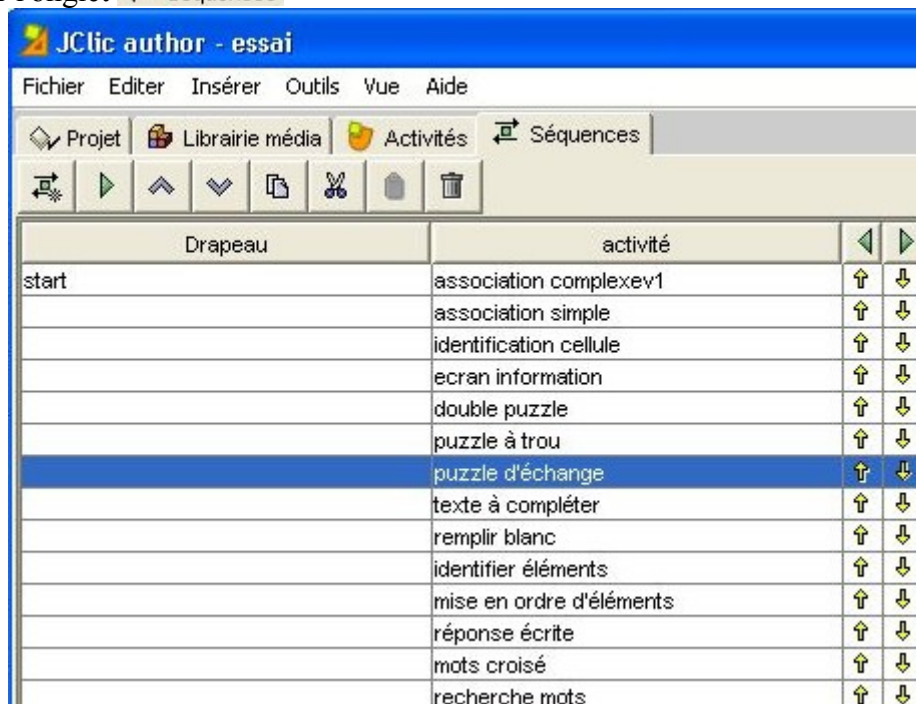 JClic author - essai
Fichier Editer Insérer Outils Vue Aide
Projet Librairie média Activités Séquences
Drapeau activité
start association complexev1
association simple
identification cellule
ecran information
double puzzle
puzzle à trou
puzzle d'échange
texte à compléter
remplir blanc
identifier éléments
mise en ordre d'éléments
réponse écrite
mots croisé
recherche mots